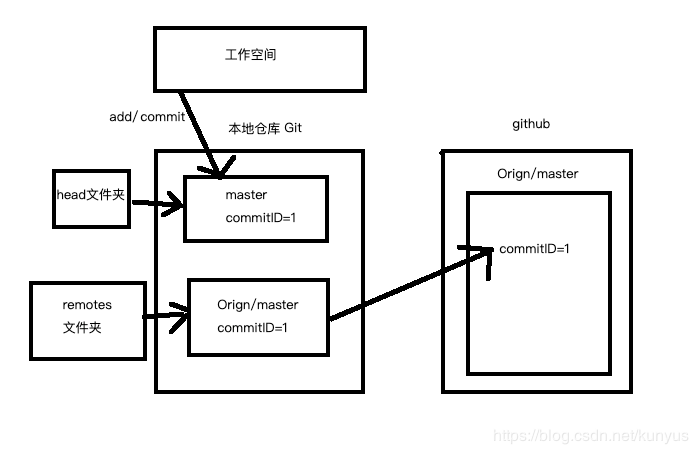 工作空间
add/commit
本地仓库 Git
github
head文件夹
master
commitID=1
Orign/master
commitID=1
remotes
文件夹
Orign/master
commitID=1
https://blog.csdn.net/kunyus